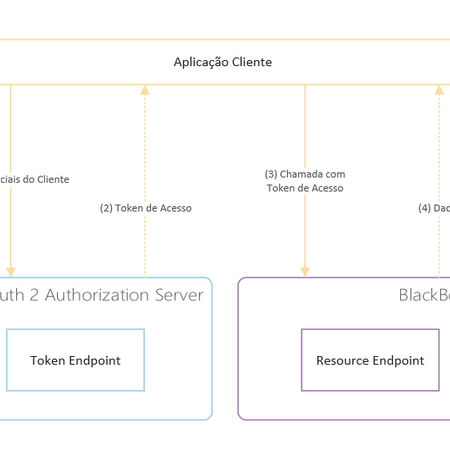 Aplicação Cliente
ciais do Cliente
(2) Token de Acesso
(3) Chamada com
Token de Acesso
(4) Dad
uth 2 Authorization Server
BlackB
Token Endpoint
Resource Endpoint